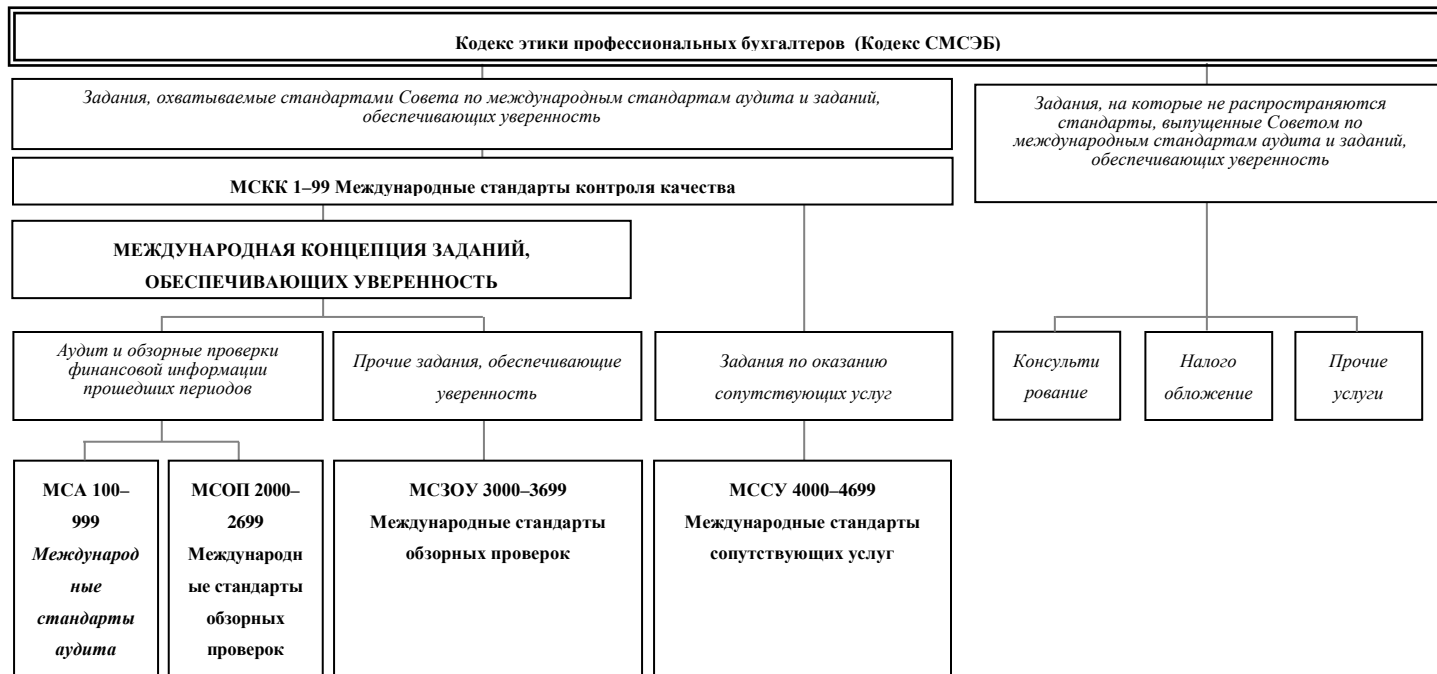 Кодекс этики профессиональных бухгалтеров (Кодекс СМСЭБ)
Задания, охватываемые стандартами Совета по международным стандартам аудита и заданий,
обеспечивающих уверенность
Задания, на которые не распространяются
стандарты, выпущенные Советом по
международным стандартам аудита и заданий,
обеспечивающих уверенность
МСКК 1–99 Международные стандарты контроля качества
МЕЖДУНАРОДНАЯ КОНЦЕПЦИЯ ЗАДАНИЙ,
ОБЕСПЕЧИВАЮЩИХ УВЕРЕННОСТЬ
Аудит и обзорные проверки
финансовой информации
прошедших периодов
Прочие задания, обеспечивающие
уверенность
Задания по оказанию
сопутствующих услуг
Консульти
рование
Налого
обложение
Прочие
услуги
МСА 100–
999
Международ
ные
стандарты
аудита
МСОП 2000–
2699
Международн
ые стандарты
обзорных
проверок
МСЗОУ 3000–3699
Международные стандарты
обзорных проверок
МССУ 4000–4699
Международные стандарты
сопутствующих услуг